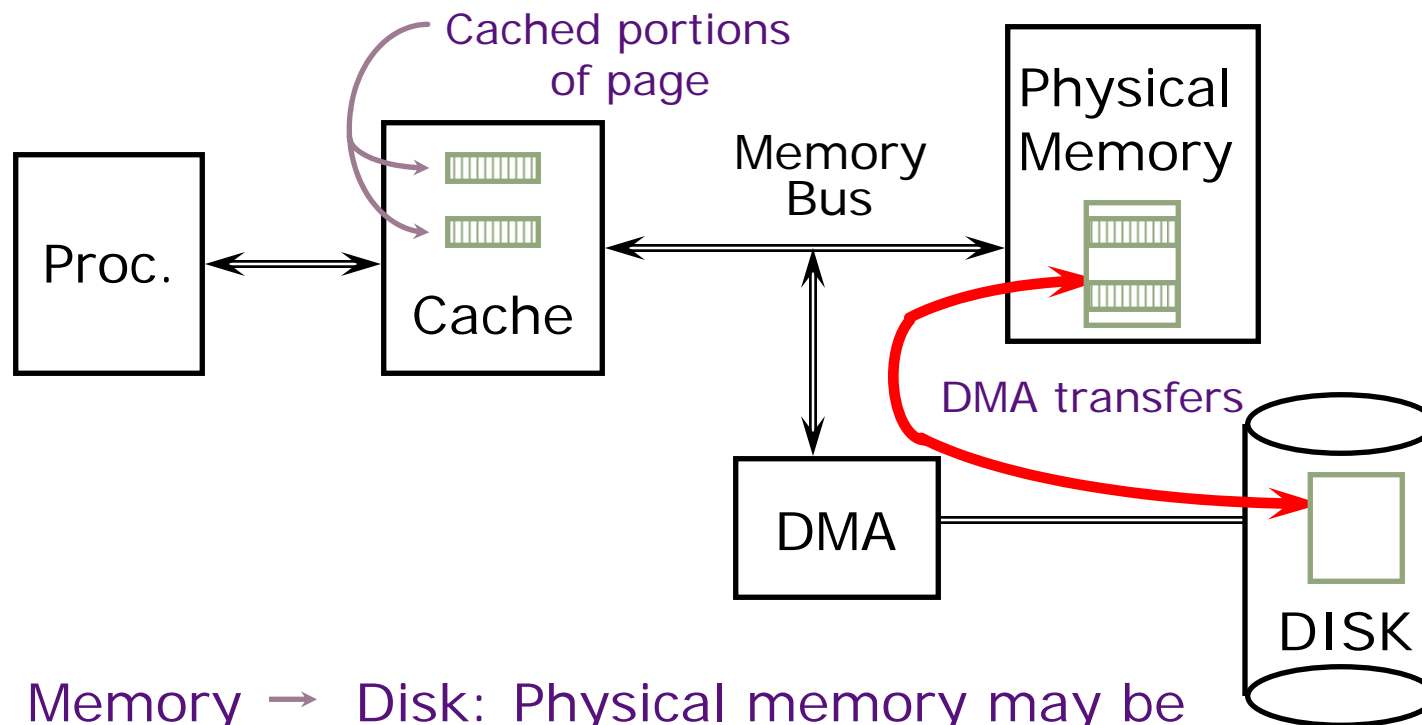 Cached portions
of page
Physical
Memory
Memory
Bus
Proc.
Cache
DMA transfers
DMA
DISK
Memory → Disk: Physical memory may be